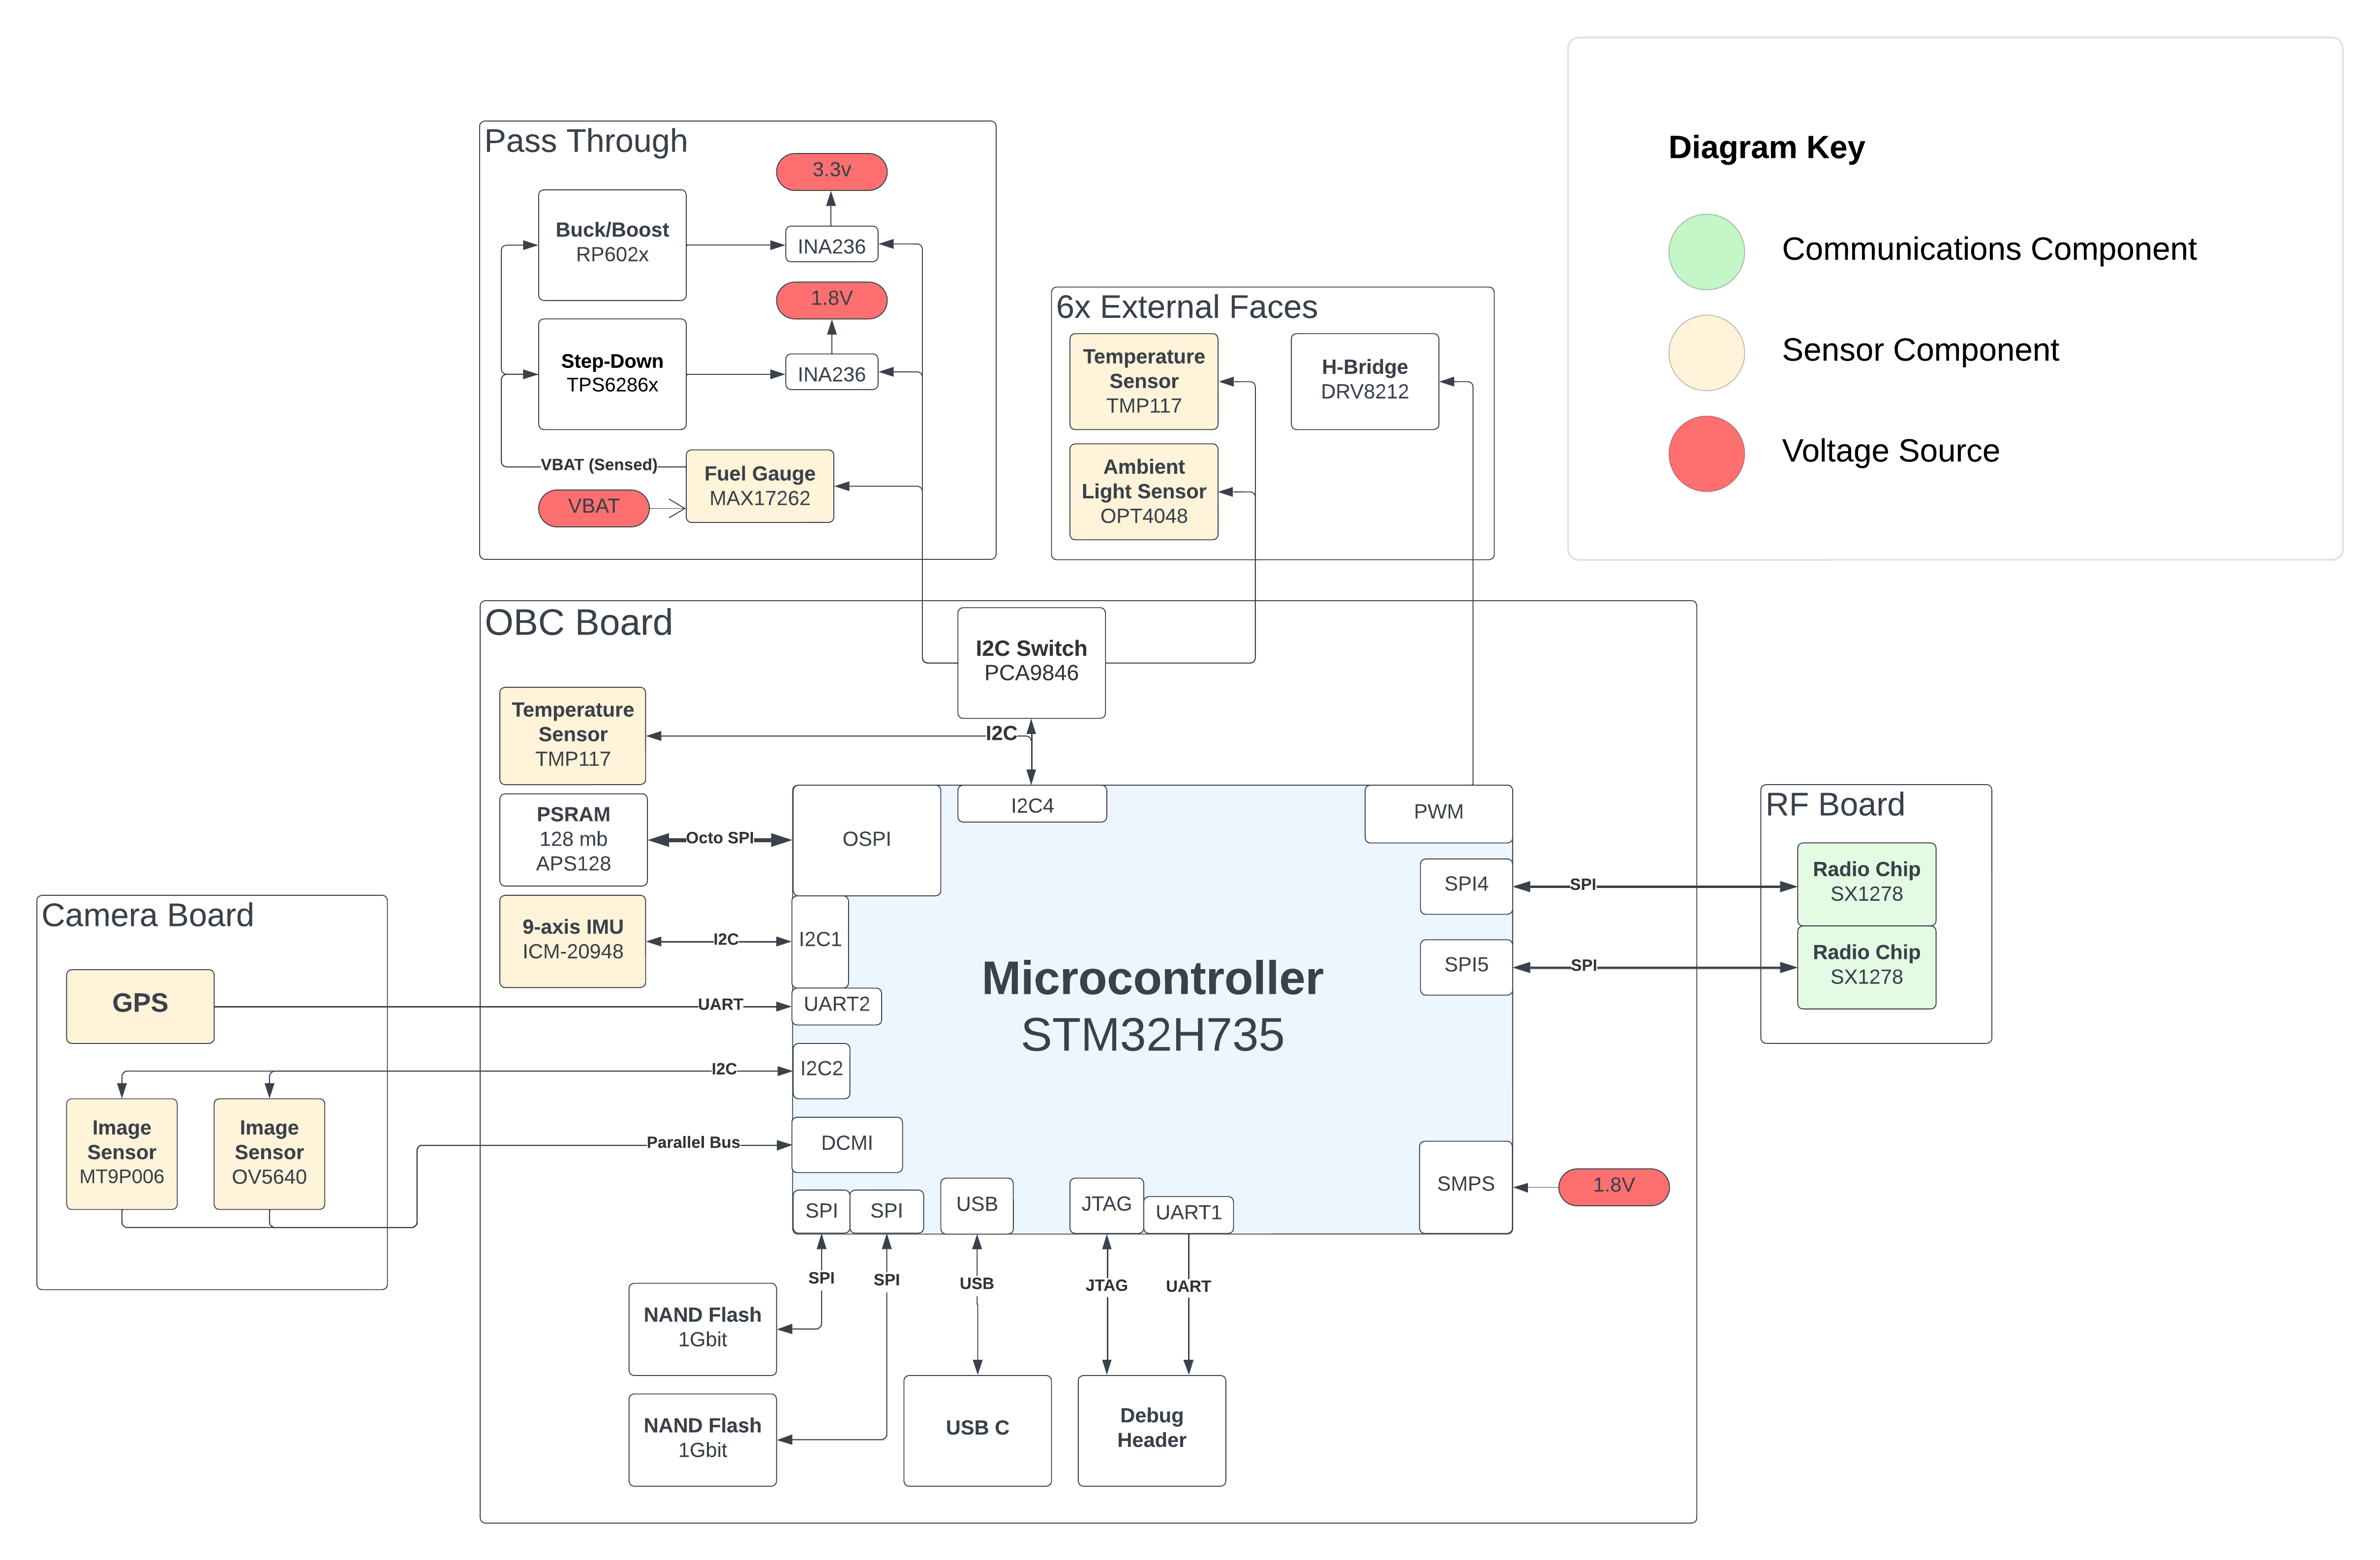 Diagram Key
Communications Component
Sensor Component
Voltage Source
Pass Through
3.3v
Buck/Boost
RP602x
INA236
1.8V
Step-Down
TPS6286x
INA236
VBAT (Sensed)
Fuel Gauge
MAX17262
VBAT
6x External Faces
Temperature
Sensor
TMP117
H-Bridge
DRV8212
Ambient
Light Sensor
OPT4048
OBC Board
I2C Switch
PCA9846
Temperature
Sensor
TMP117
I2C
PSRAM
128 mb
APS128
Octo SPI
OSPI
I2C4
PWM
9-axis IMU
ICM-20948
I2C
I2C1
UART
UART2
I2C
I2C2
Parallel Bus
DCMI
Microcontroller
STM32H735
SPI4
SPI
SPI5
SPI
SMPS
1.8V
SPI
SPI
USB
JTAG
UART1
SPI
SPI
USB
JTAG
UART
NAND Flash
1Gbit
NAND Flash
1Gbit
USB C
Debug
Header
Camera Board
GPS
Image
Sensor
MT9P006
Image
Sensor
OV5640
RF Board
Radio Chip
SX1278
Radio Chip
SX1278